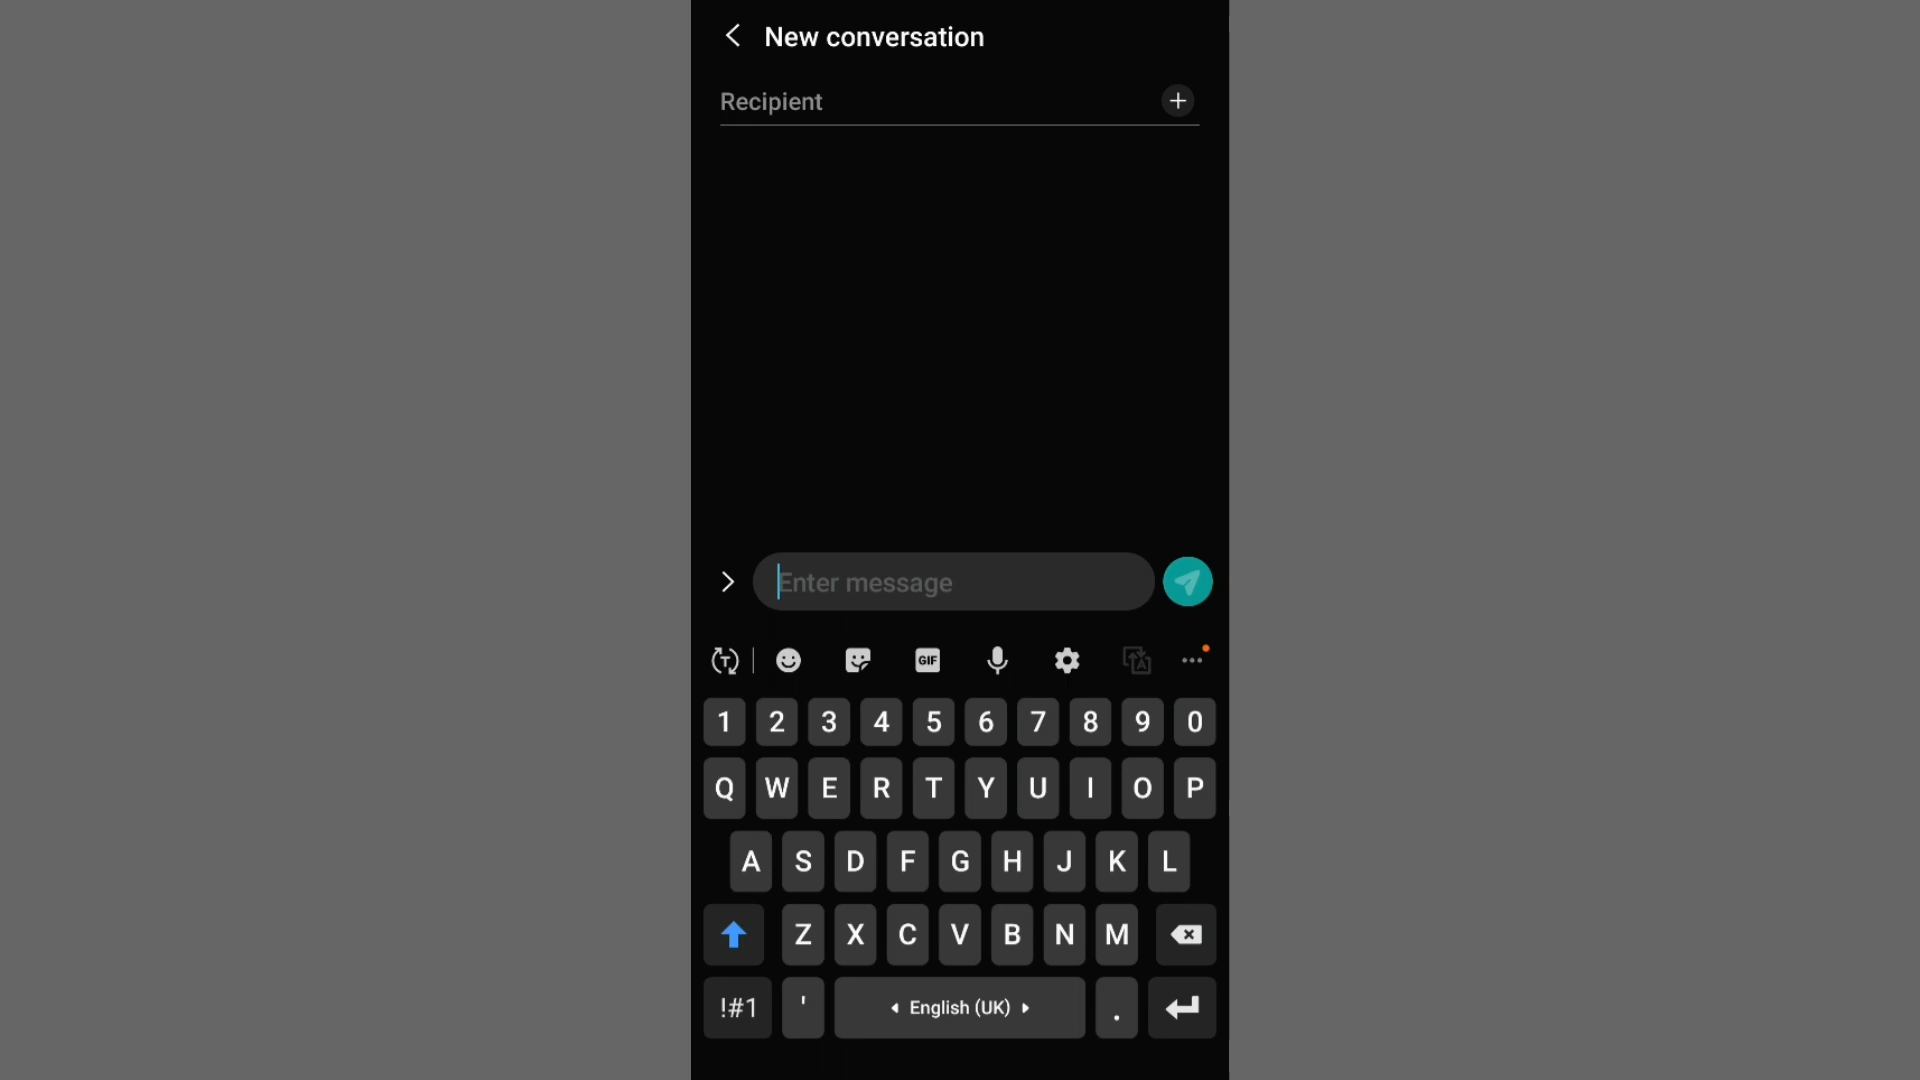 New conversation
Recipient
Enter message
GIF
1 2 3 4 5 6 7 8 9 0
Q W E R T Y U I O P
A S D F G H J K L
Z X C V B N M
!#1 ' English (UK) .